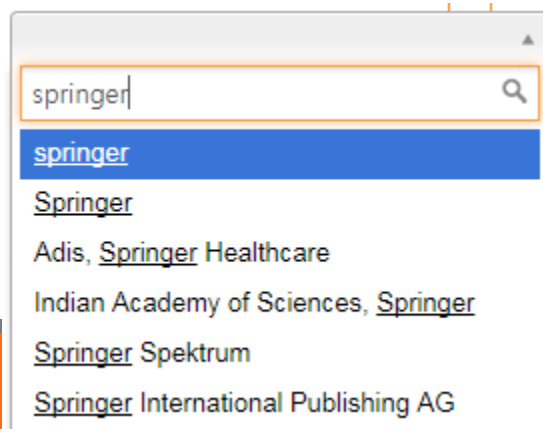 springer
springer
Springer
Adis, Springer Healthcare
Indian Academy of Sciences, Springer
Springer Spektrum
Springer International Publishing AG